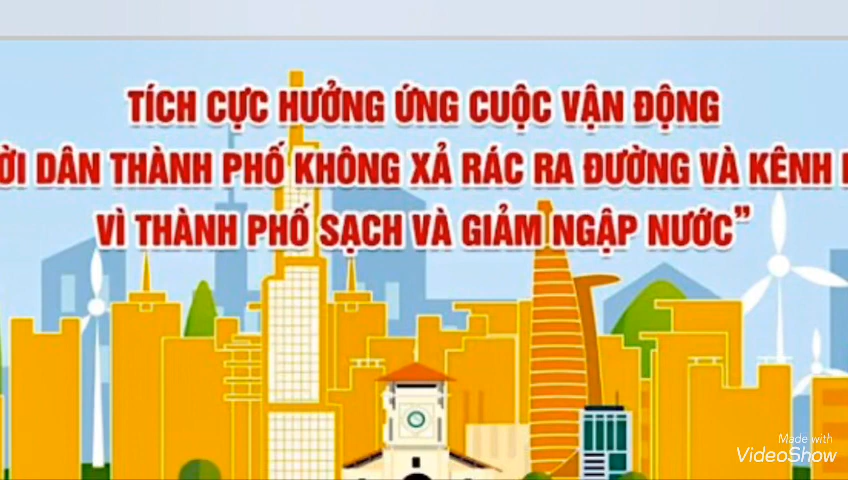 TÍCH CỰC HƯỞNG ỨNG CUỘC VẬN ĐỘNG
DÂN THÀNH PHỐ KHÔNG XẢ RÁC RA ĐƯỜNG VÀ KÊNH
VÌ THÀNH PHỐ SẠCH VÀ GIẢM NGẬP NƯỚC”
Made with
VideoShow